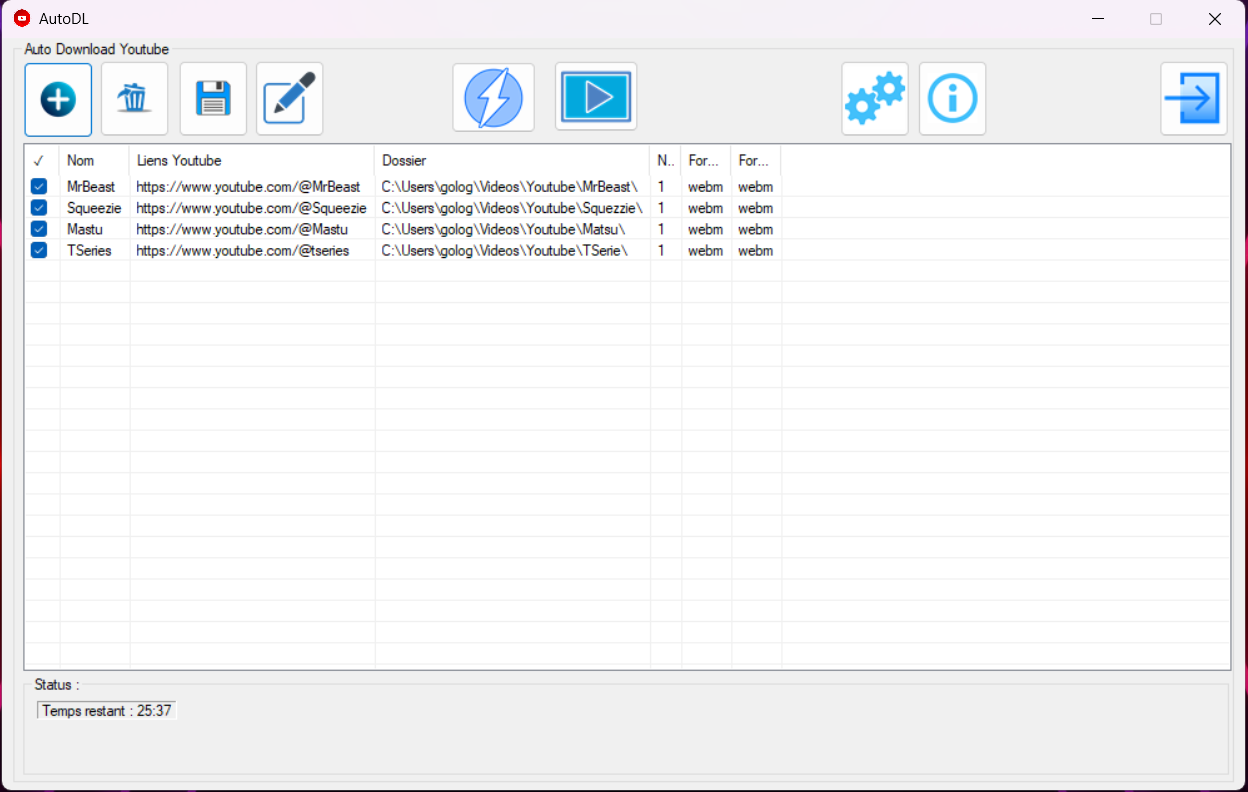 AutoDL
Auto Download Youtube
✓ Nom Liens Youtube Dossier N.. For... For...
MrBeast https://www.youtube.com/@MrBeast C:\Users\golog\Videos\Youtube\MrBeast\ 1 webm webm
Squeezie https://www.youtube.com/@Squeezie C:\Users\golog\Videos\Youtube\Squezzie\ 1 webm webm
Mastu https://www.youtube.com/@Mastu C:\Users\golog\Videos\Youtube\Matsu\ 1 webm webm
TSeries https://www.youtube.com/@tseries C:\Users\golog\Videos\Youtube\TSerie\ 1 webm webm
Status :
Temps restant : 25:37